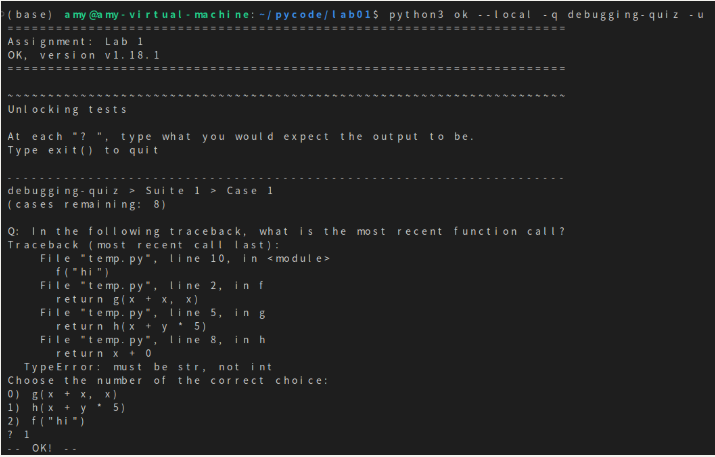 (base) amy@amy-virtual-machine:~/pycode/lab01$ python3 ok --local -q debugging-quiz -u
=====================================================================
Assignment: Lab 1
OK, version v1.18.1
=====================================================================
~~~~~~~~~~~~~~~~~~~~~~~~~~~~~~~~~~~~~~~~~~~~~~~~~~~~~~~~~~~~~~~~~~~~~
Unlocking tests
At each "? ", type what you would expect the output to be.
Type exit() to quit
---------------------------------------------------------------------
debugging-quiz > Suite 1 > Case 1
(cases remaining: 8)
Q: In the following traceback, what is the most recent function call?
Traceback (most recent call last):
    File "temp.py", line 10, in <module>
      f("hi")
    File "temp.py", line 2, in f
      return g(x + x, x)
    File "temp.py", line 5, in g
      return h(x + y * 5)
    File "temp.py", line 8, in h
      return x + 0
  TypeError: must be str, not int
Choose the number of the correct choice:
0) g(x + x, x)
1) h(x + y * 5)
2) f("hi")
? 1
-- OK! --